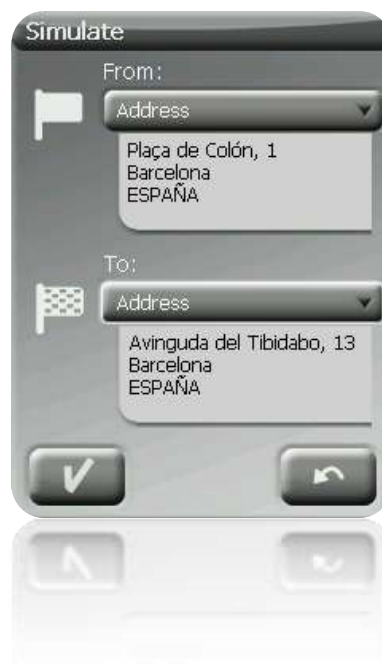 Simulate
From:
Address
Plaça de Colón, 1
Barcelona
ESPAÑA
To:
Address
Avinguda del Tibidabo, 13
Barcelona
ESPAÑA